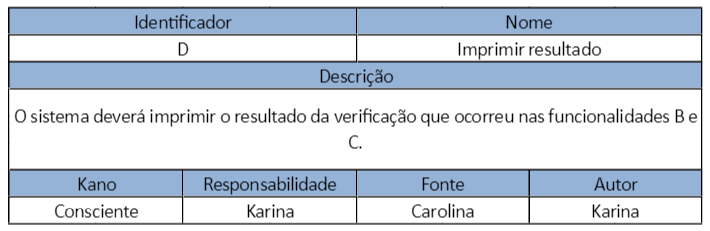 Identificador Nome
D Imprimir resultado
Descrição
O sistema deverá imprimir o resultado da verificação que ocorreu nas funcionalidades B e
C.
Kano Responsabilidade Fonte Autor
Consciente Karina Carolina Karina